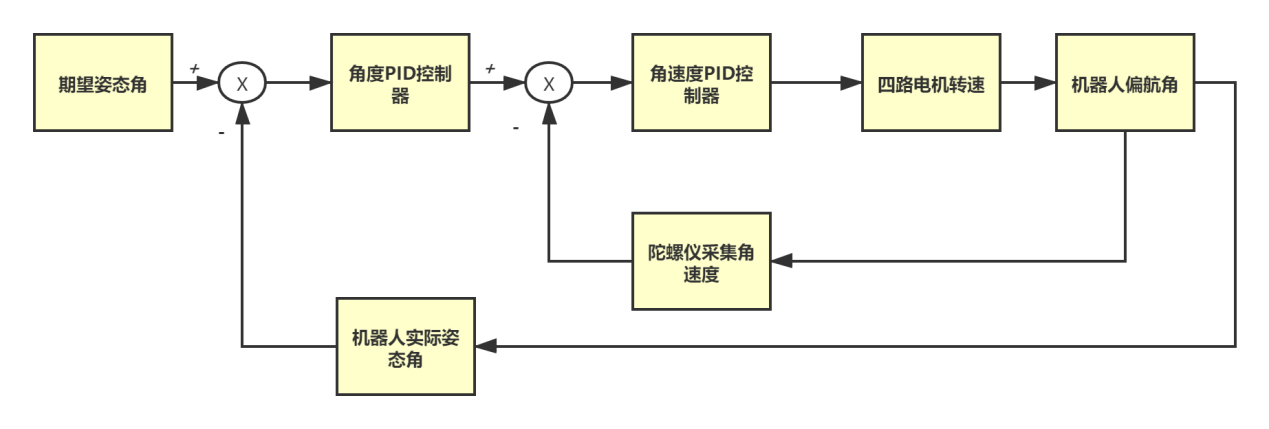 期望姿态角
+
X
-
角度PID控制
器
+
X
-
角速度PID控
制器
四路电机转速
机器人偏航角
陀螺仪采集角
速度
机器人实际姿
态角